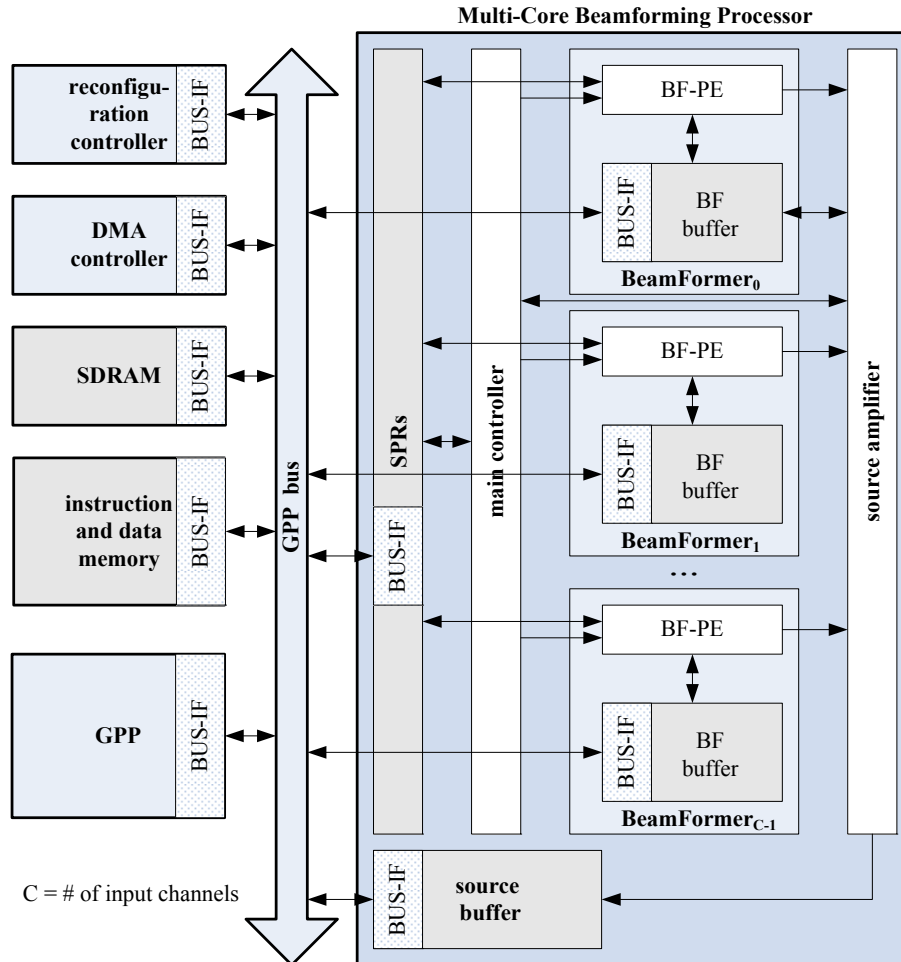 Multi-Core Beamforming Processor
reconfigu-
ration
controller
BUS-IF
DMA
controller
BUS-IF
SDRAM
BUS-IF
instruction
and data
memory
BUS-IF
GPP
BUS-IF
C = # of input channels
GPP bus
SPRs
BUS-IF
main controller
BF-PE
BUS-IF
BF
buffer
BeamFormer₀
BF-PE
BUS-IF
BF
buffer
BeamFormer₁
...
BF-PE
BUS-IF
BF
buffer
BeamFormer_C-1
source amplifier
BUS-IF
source
buffer